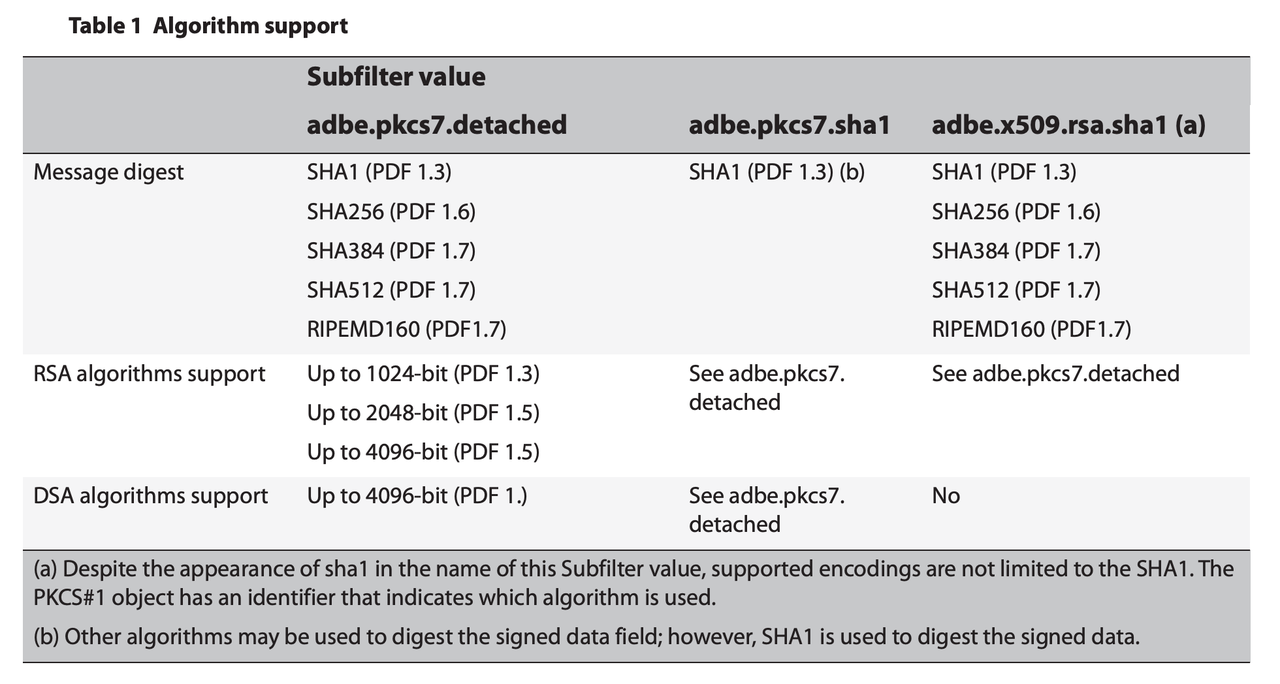 Table 1 Algorithm support
Subfilter value
adbe.pkcs7.detached adbe.pkcs7.sha1 adbe.x509.rsa.sha1 (a)
Message digest SHA1 (PDF 1.3) SHA1 (PDF 1.3) (b) SHA1 (PDF 1.3)
SHA256 (PDF 1.6) SHA256 (PDF 1.6)
SHA384 (PDF 1.7) SHA384 (PDF 1.7)
SHA512 (PDF 1.7) SHA512 (PDF 1.7)
RIPEMD160 (PDF1.7) RIPEMD160 (PDF1.7)
RSA algorithms support Up to 1024-bit (PDF 1.3) See adbe.pkcs7. See adbe.pkcs7.detached
detached
Up to 2048-bit (PDF 1.5)
Up to 4096-bit (PDF 1.5)
DSA algorithms support Up to 4096-bit (PDF 1.) See adbe.pkcs7. No
detached
(a) Despite the appearance of sha1 in the name of this Subfilter value, supported encodings are not limited to the SHA1. The
PKCS#1 object has an identifier that indicates which algorithm is used.
(b) Other algorithms may be used to digest the signed data field; however, SHA1 is used to digest the signed data.